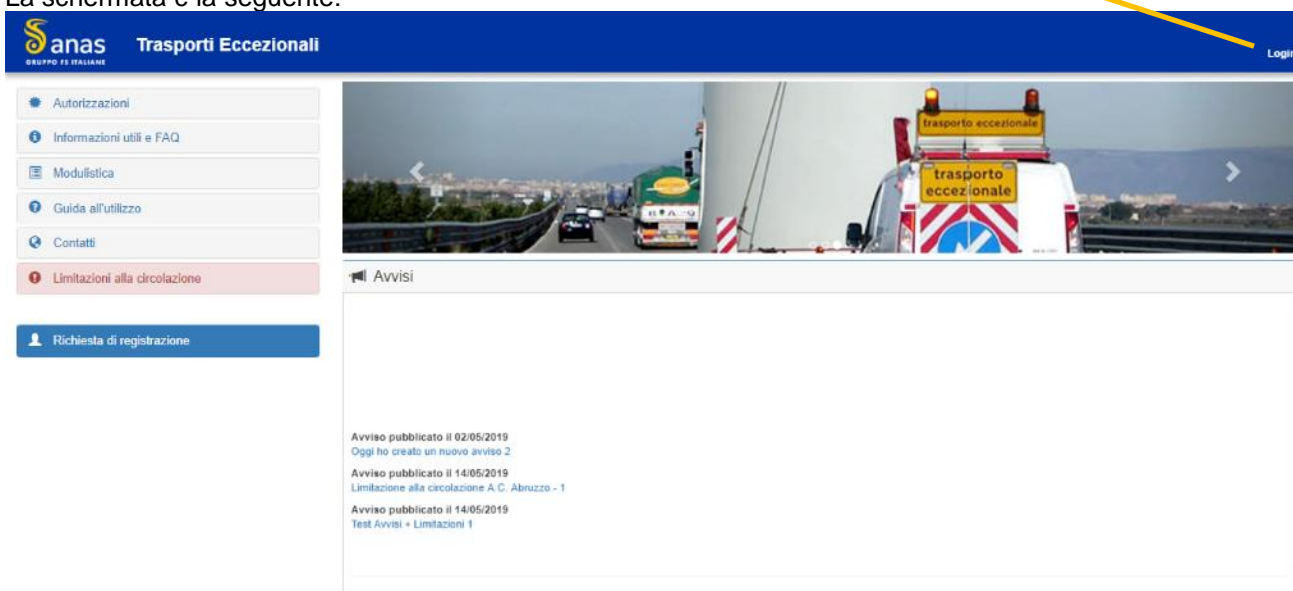 La schermata è la seguente:
anas
GRUPPO FS ITALIANE
Trasporti Eccezionali
Login
Autorizzazioni
Informazioni utili e FAQ
Modulistica
Guida all'utilizzo
Contatti
Limitazioni alla circolazione
Richiesta di registrazione
trasporto eccezionale
trasporto
eccezionale
Avvisi
Avviso pubblicato il 02/05/2019
Oggi ho creato un nuovo avviso 2
Avviso pubblicato il 14/05/2019
Limitazione alla circolazione A.C. Abruzzo - 1
Avviso pubblicato il 14/05/2019
Test Avvisi + Limitazioni 1